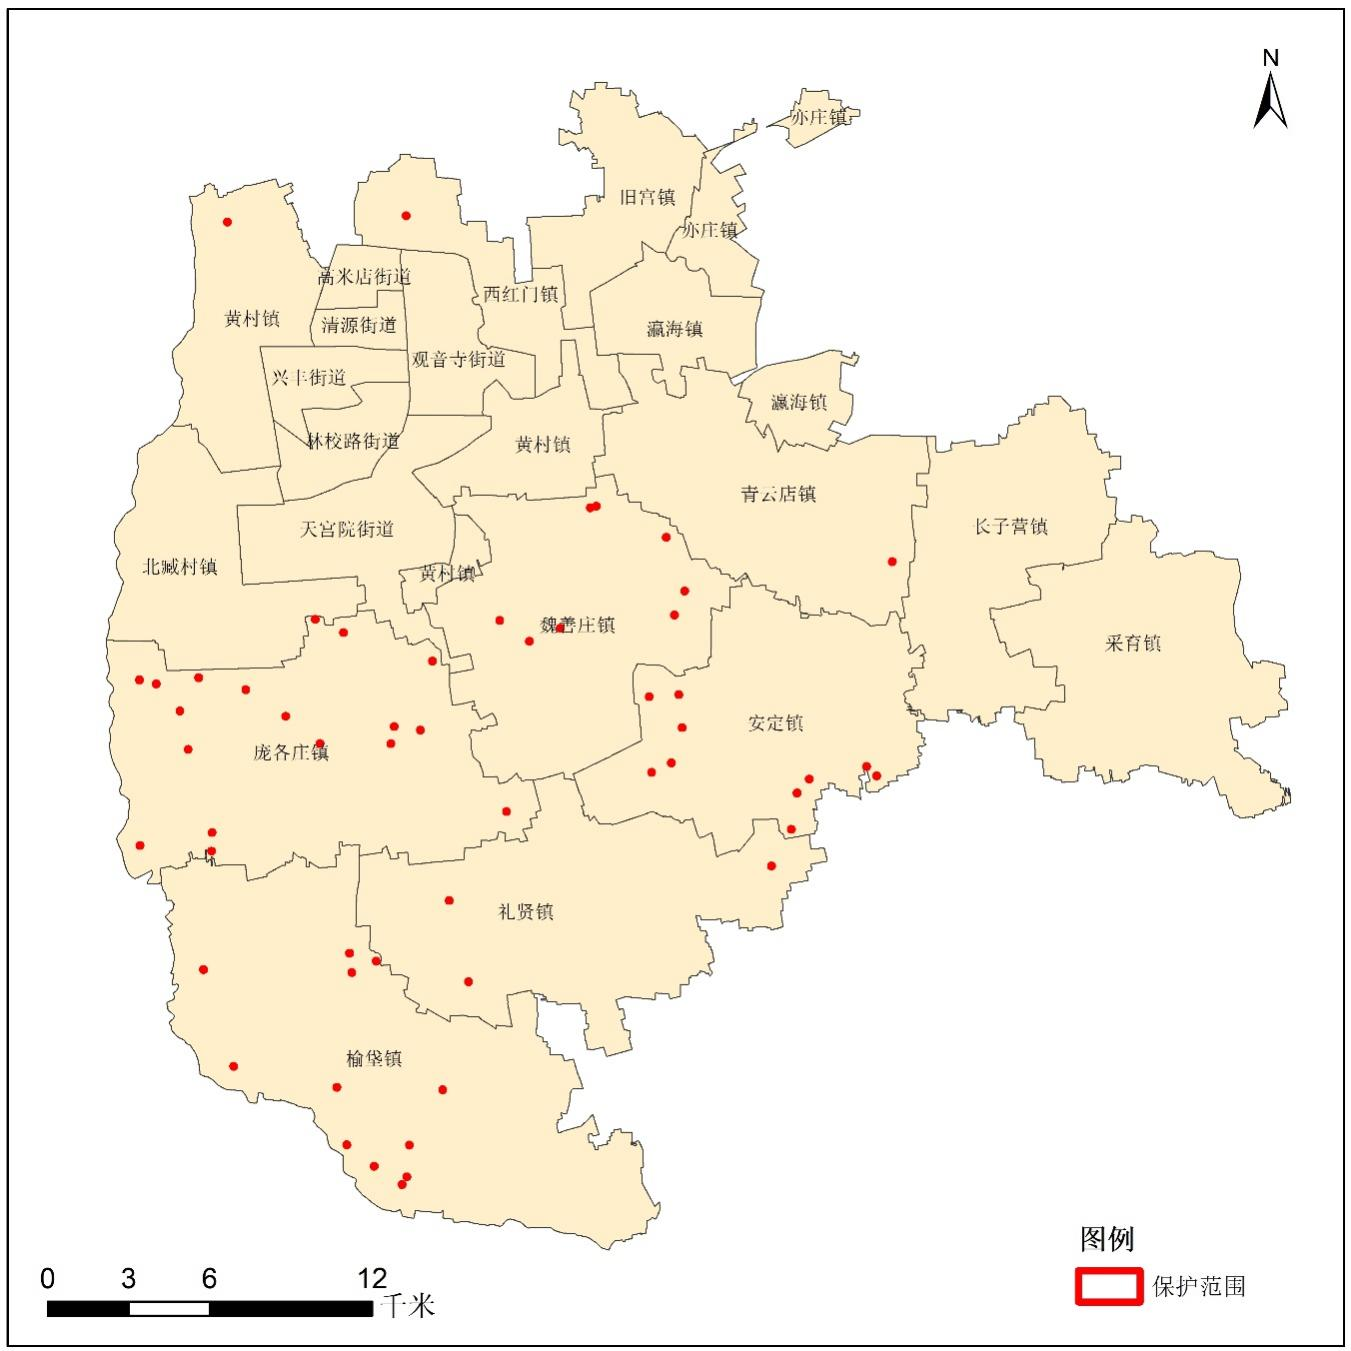 N
亦庄镇
旧宫镇
亦庄镇
高米店街道
西红门镇
黄村镇
清源街道
瀛海镇
观音寺街道
兴丰街道
瀛海镇
林校路街道
黄村镇
青云店镇
天宫院街道
长子营镇
北臧村镇
黄村镇
魏善庄镇
采育镇
安定镇
庞各庄镇
礼贤镇
榆垡镇
图例
保护范围
0 3 6 12
千米